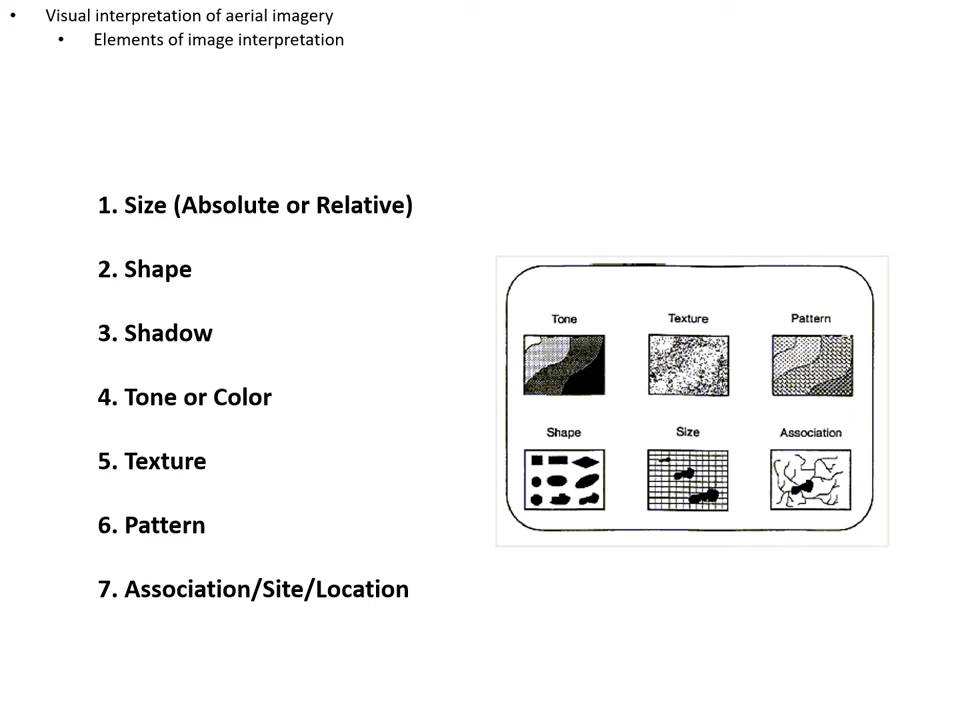 • Visual interpretation of aerial imagery
• Elements of image interpretation
1. Size (Absolute or Relative)
2. Shape
3. Shadow
4. Tone or Color
5. Texture
6. Pattern
7. Association/Site/Location
Tone Texture Pattern
Shape Size Association